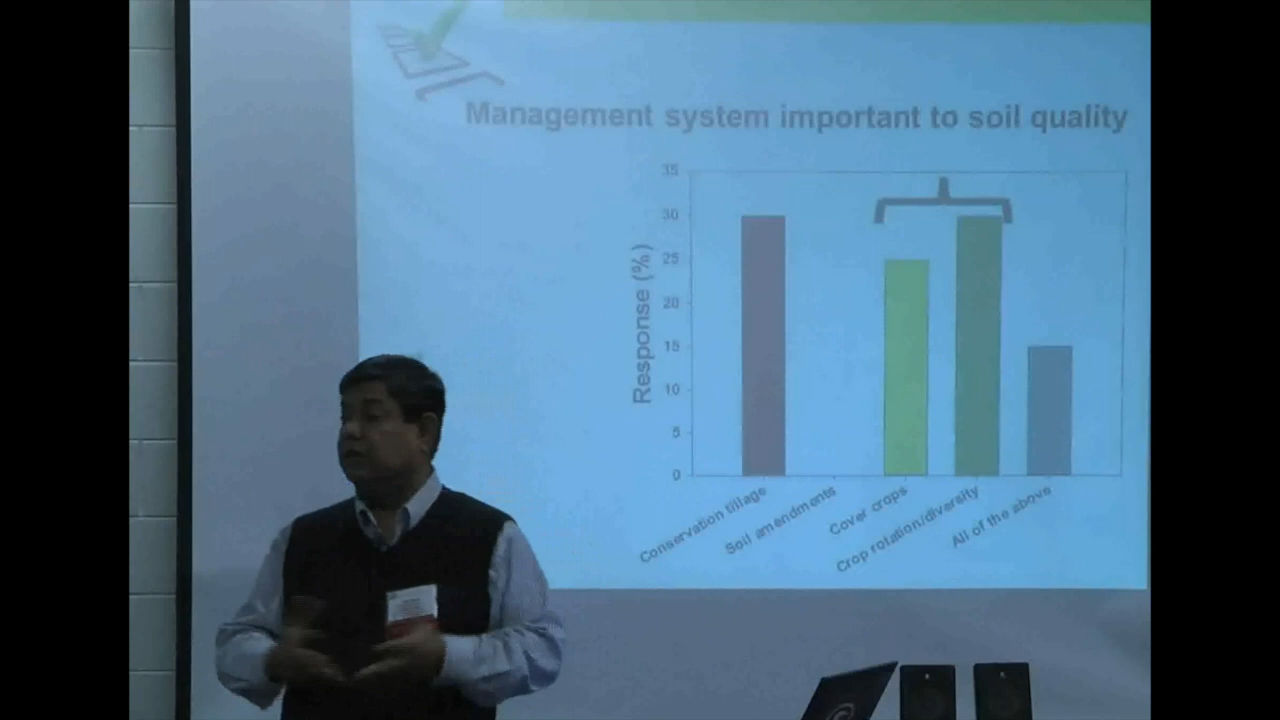 Management system important to soil quality
35
30
25
20
15
10
5
0
Response (%)
Conservation tillage
Soil amendments
Cover crops
Crop rotation/diversity
All of the above